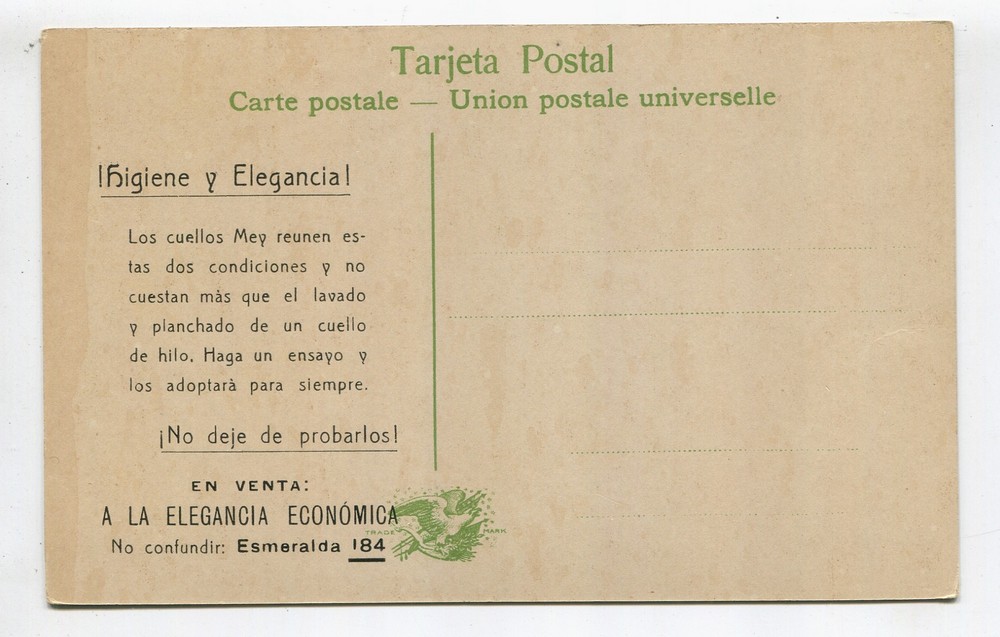 Tarjeta Postal
Carte postale — Union postale universelle
¡Higiene y Elegancia!
Los cuellos Mey reunen es-
tas dos condiciones y no
cuestan màs que el lavado
y planchado de un cuello
de hilo. Haga un ensayo y
los adoptarà para siempre.
¡No deje de probarlos!
EN VENTA:
A LA ELEGANCIA ECONÓMICA
TRADE MARK
No confundir: Esmeralda 184